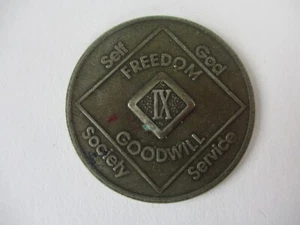 Self
God
FREEDOM
IX
GOODWILL
Society
Service